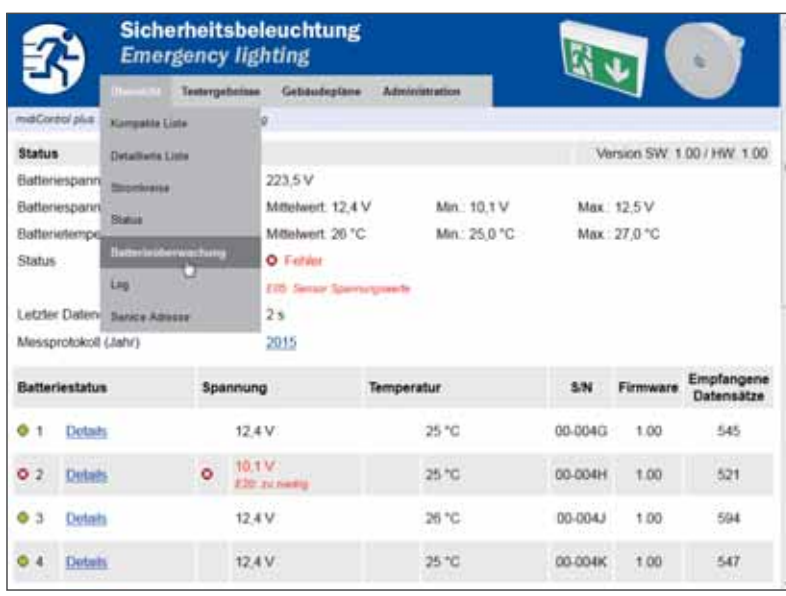 Sicherheitsbeleuchtung
Emergency lighting
Übersicht Testergebnisse Gebäudepläne Administration
midiControl plus g
Kompakte Liste
Status Version SW: 1.00 / HW: 1.00
Detaillierte Liste
Batteriespann 223,5 V
Stromkreise
Batteriespann Mittelwert: 12,4 V Min.: 10,1 V Max.: 12,5 V
Status
Batterietempe Mittelwert: 26 °C Min.: 25,0 °C Max.: 27,0 °C
Batterieüberwachung
Status Fehler
Log
E05: Sensor Spannungswerte
Letzter Daten 2 s
Service Adresse
Messprotokoll (Jahr) 2015
Batteriestatus Spannung Temperatur S/N Firmware Empfangene Datensätze
1 Details 12,4 V 25 °C 00-004G 1.00 545
2 Details 10,1 V 25 °C 00-004H 1.00 521
E20: zu niedrig
3 Details 12,4 V 26 °C 00-004J 1.00 594
4 Details 12,4 V 25 °C 00-004K 1.00 547